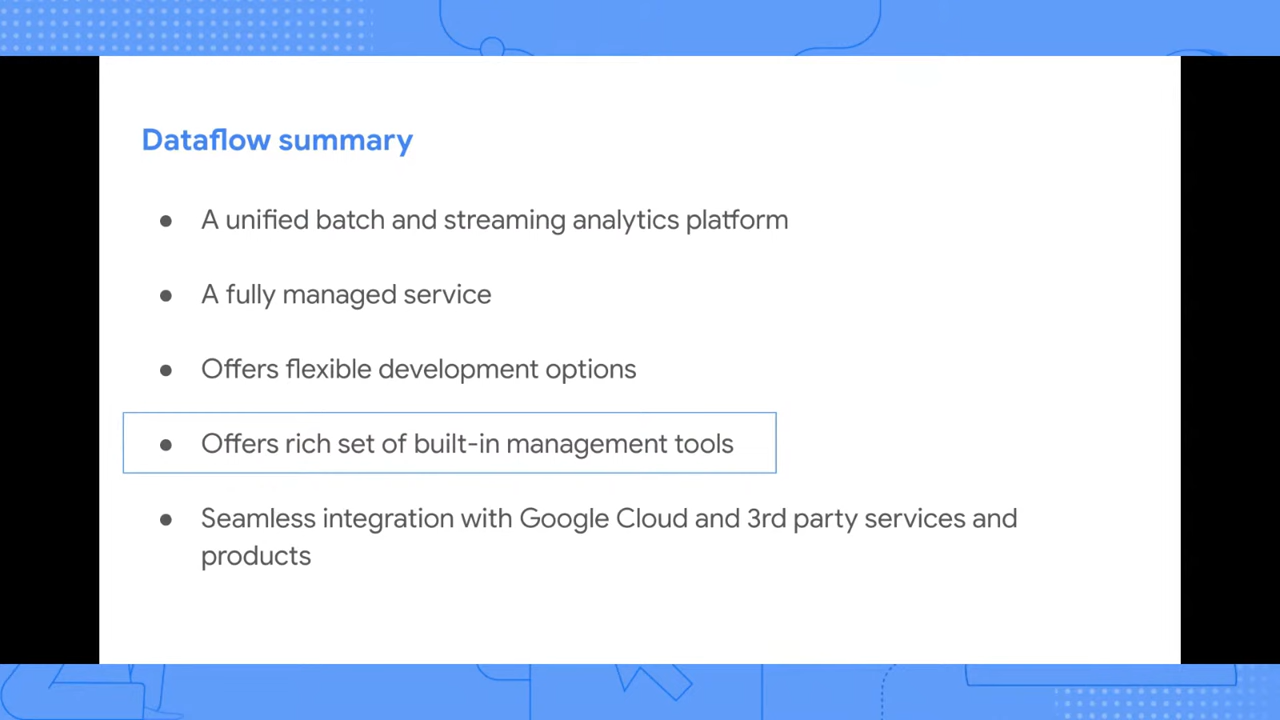 Dataflow summary
● A unified batch and streaming analytics platform
● A fully managed service
● Offers flexible development options
● Offers rich set of built-in management tools
● Seamless integration with Google Cloud and 3rd party services and
products